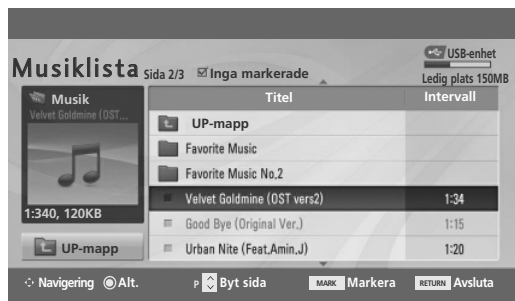 USB-enhet
Musiklista Sida 2/3 Inga markerade
Ledig plats 150MB
Musik
Velvet Goldmine (OST...
1:340, 120KB
UP-mapp
Titel Intervall
UP-mapp
Favorite Music
Favorite Music No.2
Velvet Goldmine (OST vers2) 1:34
Good Bye (Original Ver.) 1:15
Urban Nite (Feat.Amin.J) 1:20
Navigering Alt. P Byt sida MARK Markera RETURN Avsluta